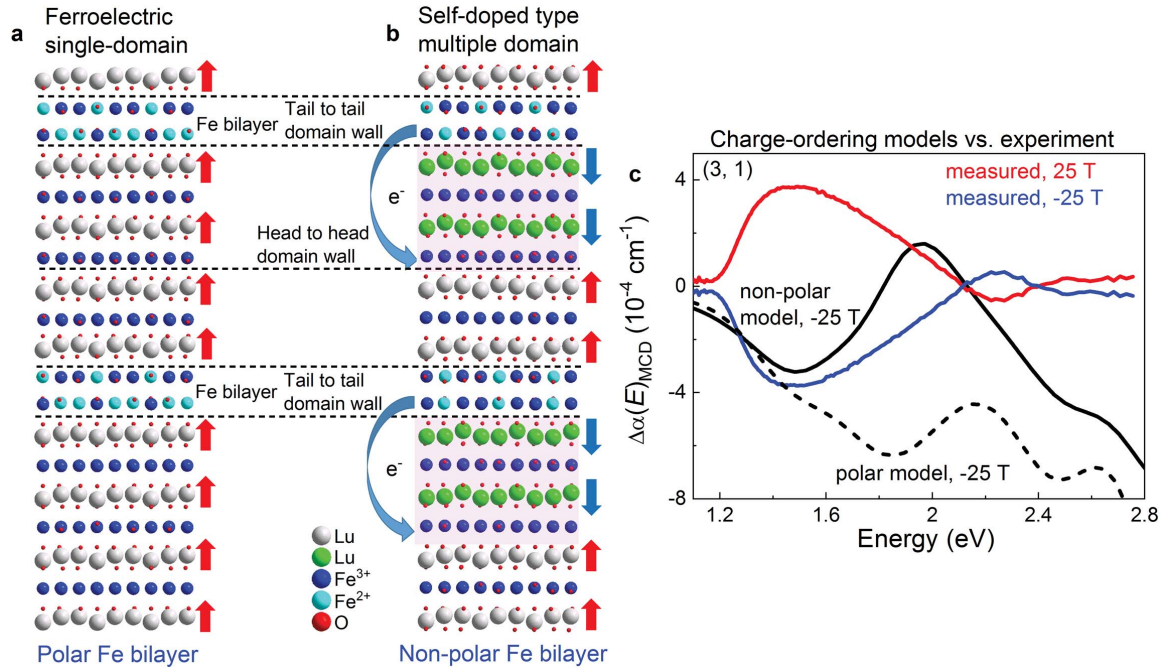 a
Ferroelectric
single-domain
b
Self-doped type
multiple domain
Fe bilayer
Tail to tail
domain wall
e-
Head to head
domain wall
Fe bilayer
Tail to tail
domain wall
e-
Lu
Lu
Fe3+
Fe2+
O
Polar Fe bilayer
Non-polar Fe bilayer
Charge-ordering models vs. experiment
c
(3, 1)
measured, 25 T
measured, -25 T
non-polar
model, -25 T
polar model, -25 T
4
0
-4
-8
Δα(E)MCD (10-4 cm-1)
1.2
1.6
2
2.4
2.8
Energy (eV)